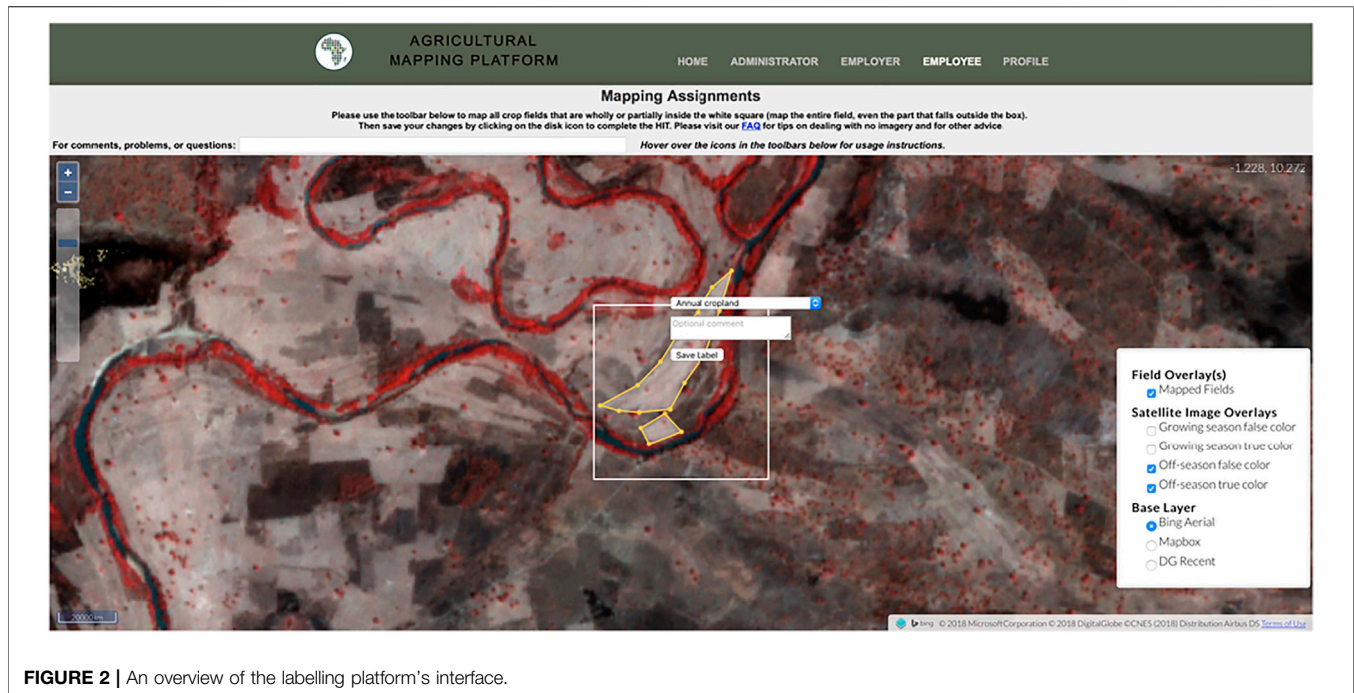 AGRICULTURAL
MAPPING PLATFORM
HOME ADMINISTRATOR EMPLOYER EMPLOYEE PROFILE
Mapping Assignments
Please use the toolbar below to map all crop fields that are wholly or partially inside the white square (map the entire field, even the part that falls outside the box).
Then save your changes by clicking on the disk icon to complete the HIT. Please visit our FAQ for tips on dealing with no imagery and for other advice.
For comments, problems, or questions: Hover over the icons in the toolbars below for usage instructions.
+
-1.228, 10.272
−
Annual cropland
Optional comment
Save Label
Field Overlay(s)
Mapped Fields
Satellite Image Overlays
Growing season false color
Growing season true color
Off-season false color
Off-season true color
Base Layer
Bing Aerial
Mapbox
DG Recent
20000 km
bing © 2018 Microsoft Corporation © 2018 DigitalGlobe ©CNES (2018) Distribution Airbus DS Terms of Use
FIGURE 2 | An overview of the labelling platform's interface.